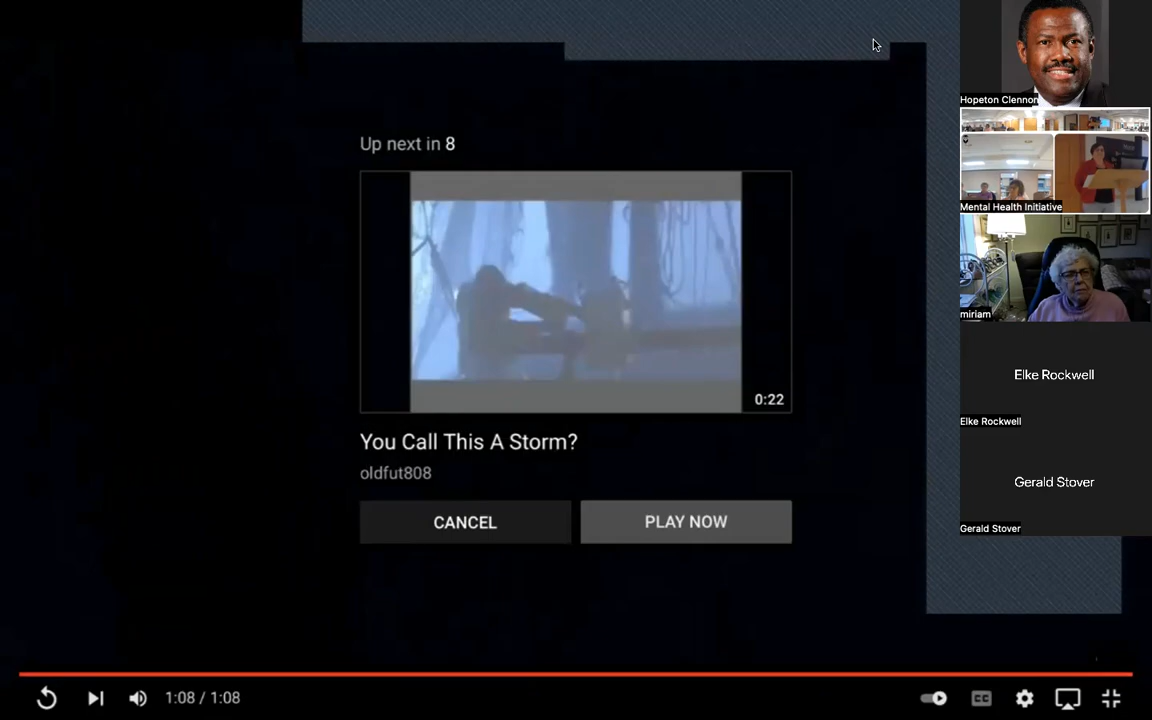 Up next in 8
0:22
You Call This A Storm?
oldfut808
CANCEL
PLAY NOW
1:08 / 1:08
CC
Hopeton Clennon
Mental Health Initiative
miriam
Elke Rockwell
Elke Rockwell
Gerald Stover
Gerald Stover